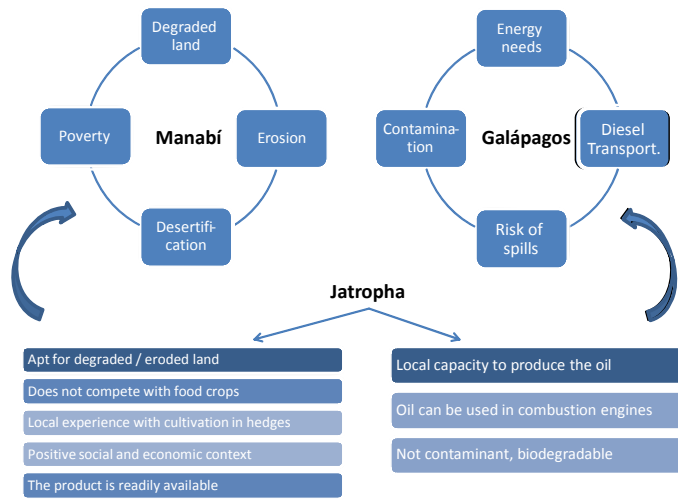 Degraded
land
Poverty
Manabí
Erosion
Desertifi-
cation
Energy
needs
Contamina-
tion
Galápagos
Diesel
Transport.
Risk of
spills
Jatropha
Apt for degraded / eroded land
Does not compete with food crops
Local experience with cultivation in hedges
Positive social and economic context
The product is readily available
Local capacity to produce the oil
Oil can be used in combustion engines
Not contaminant, biodegradable